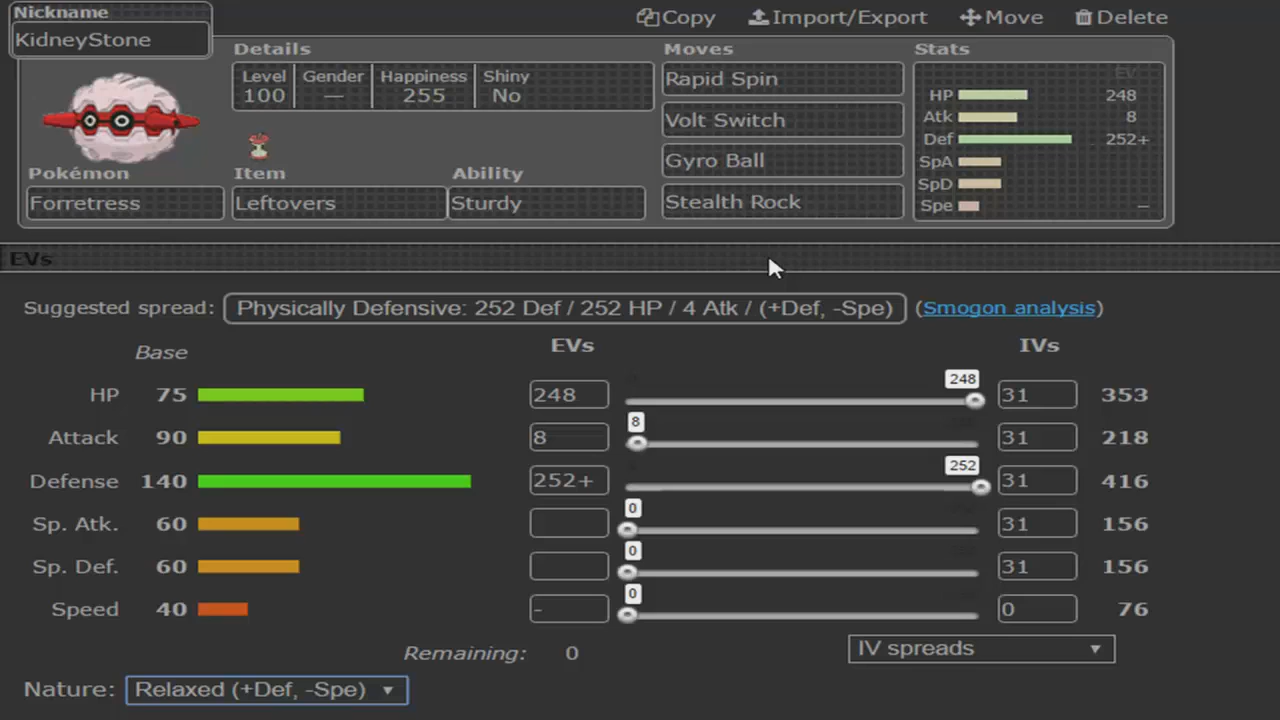 Nickname
KidneyStone
Copy Import/Export Move Delete
Details
Level Gender Happiness Shiny
100 — 255 No
Pokémon Item Ability
Forretress Leftovers Sturdy
Moves
Rapid Spin
Volt Switch
Gyro Ball
Stealth Rock
Stats
EV
HP 248
Atk 8
Def 252+
SpA
SpD
Spe –
EVs
Suggested spread: Physically Defensive: 252 Def / 252 HP / 4 Atk / (+Def, -Spe) (Smogon analysis)
Base EVs IVs
HP 75 248 248 31 353
Attack 90 8 8 31 218
Defense 140 252+ 252 31 416
Sp. Atk. 60 0 31 156
Sp. Def. 60 0 31 156
Speed 40 - 0 0 76
Remaining: 0 IV spreads
Nature: Relaxed (+Def, -Spe)